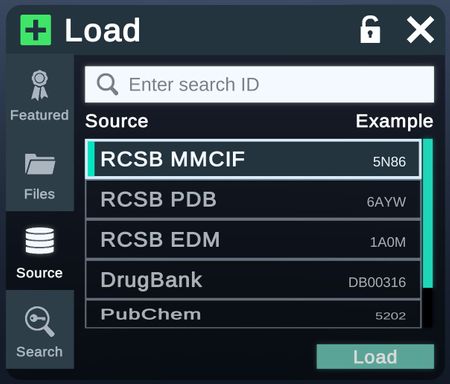 Load
Enter search ID
Featured
Files
Source
Search
Source Example
RCSB MMCIF 5N86
RCSB PDB 6AYW
RCSB EDM 1A0M
DrugBank DB00316
PubChem 5202
Load